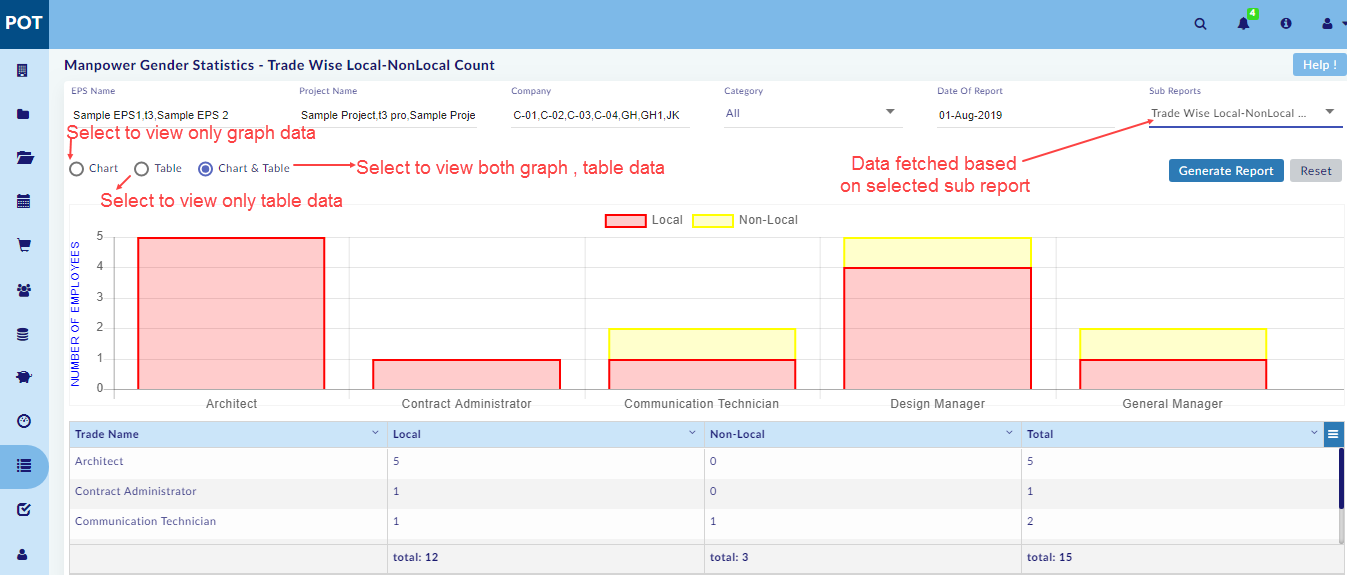 POT
4
Manpower Gender Statistics - Trade Wise Local-NonLocal Count
Help !
EPS Name
Project Name
Company
Category
Date Of Report
Sub Reports
Sample EPS1,t3,Sample EPS 2
Sample Project,t3 pro,Sample Proje
C-01,C-02,C-03,C-04,GH,GH1,JK
All
01-Aug-2019
Trade Wise Local-NonLocal ...
Select to view only graph data
Chart
Table
Chart & Table
Select to view both graph , table data
Data fetched based
on selected sub report
Generate Report
Reset
Select to view only table data
Local
Non-Local
NUMBER OF EMPLOYEES
5
4
3
2
1
0
Architect
Contract Administrator
Communication Technician
Design Manager
General Manager
Trade Name Local Non-Local Total
Architect 5 0 5
Contract Administrator 1 0 1
Communication Technician 1 1 2
total: 12 total: 3 total: 15